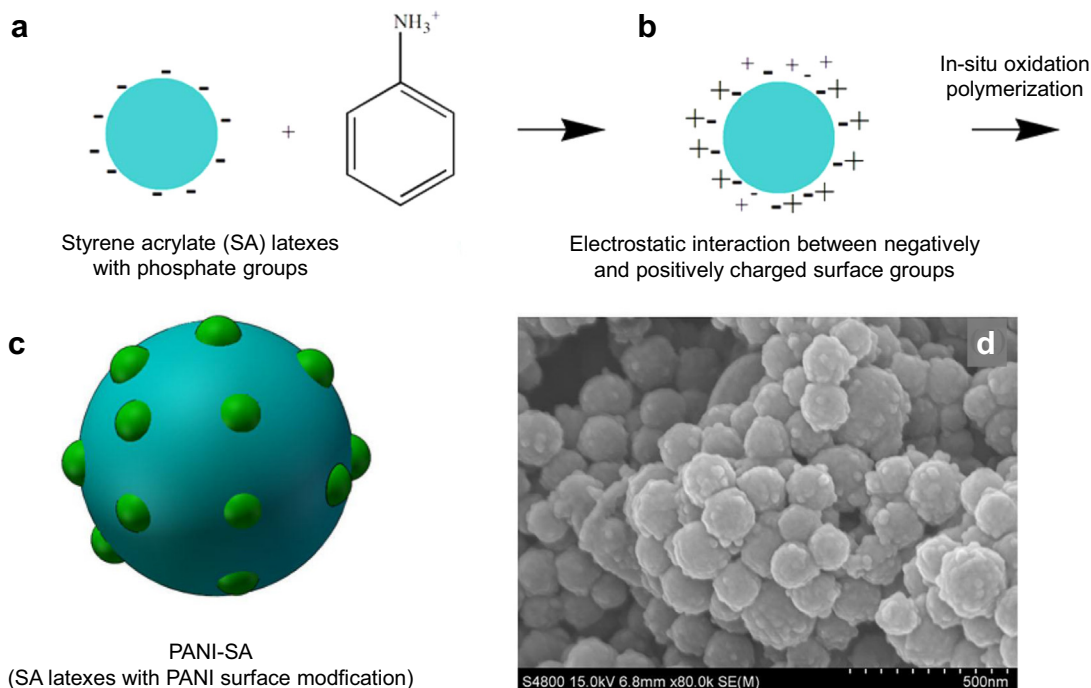 a
NH₃⁺
+
Styrene acrylate (SA) latexes
with phosphate groups
b
Electrostatic interaction between negatively
and positively charged surface groups
In-situ oxidation
polymerization
c
PANI-SA
(SA latexes with PANI surface modfication)
d
S4800 15.0kV 6.8mm x80.0k SE(M)
500nm